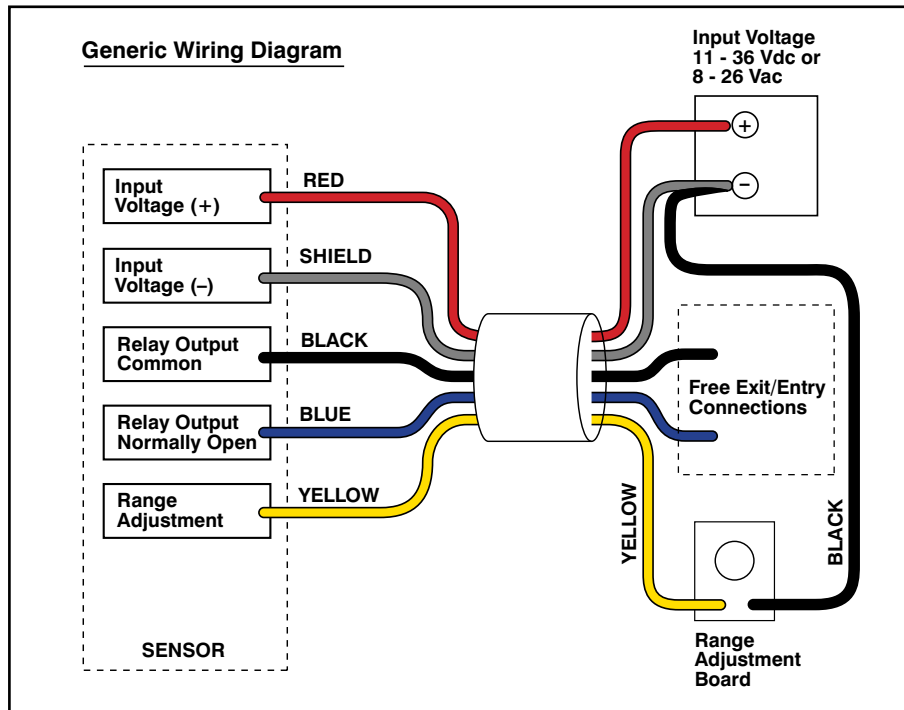 Generic Wiring Diagram
Input Voltage
11 - 36 Vdc or
8 - 26 Vac
+
−
Input
Voltage (+)
RED
Input
Voltage (–)
SHIELD
Relay Output
Common
BLACK
Relay Output
Normally Open
BLUE
Range
Adjustment
YELLOW
SENSOR
Free Exit/Entry
Connections
YELLOW
BLACK
Range
Adjustment
Board